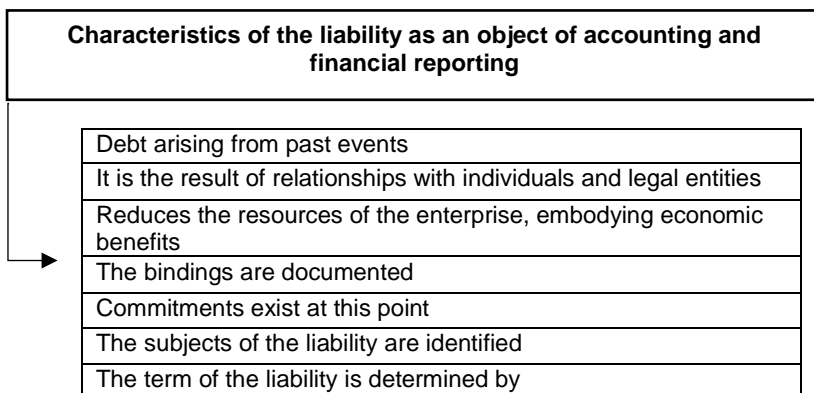 Characteristics of the liability as an object of accounting and
financial reporting
Debt arising from past events
It is the result of relationships with individuals and legal entities
Reduces the resources of the enterprise, embodying economic
benefits
The bindings are documented
Commitments exist at this point
The subjects of the liability are identified
The term of the liability is determined by